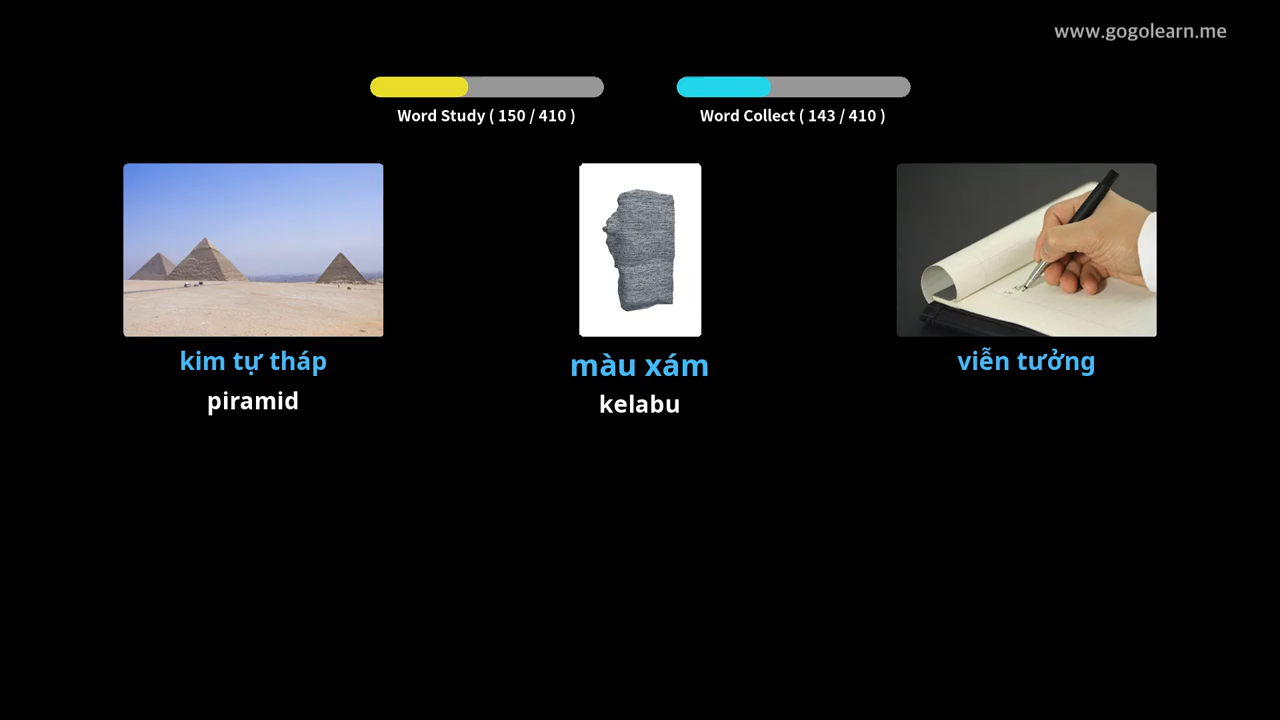 www.gogolearn.me
Word Study ( 150 / 410 )
Word Collect ( 143 / 410 )
kim tự tháp
piramid
màu xám
kelabu
viễn tưởng